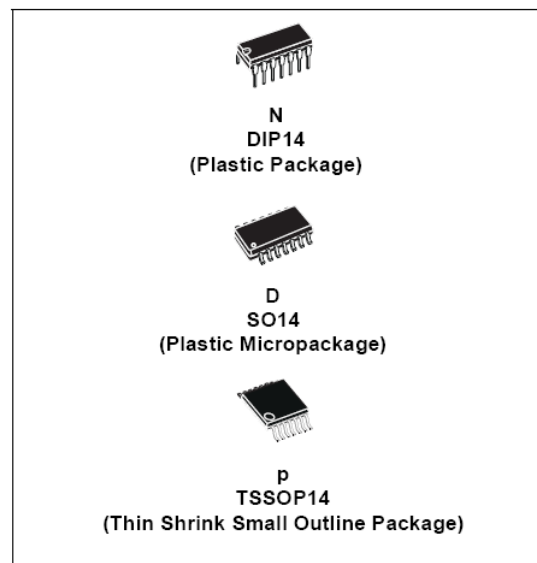 N
DIP14
(Plastic Package)
D
SO14
(Plastic Micropackage)
p
TSSOP14
(Thin Shrink Small Outline Package)